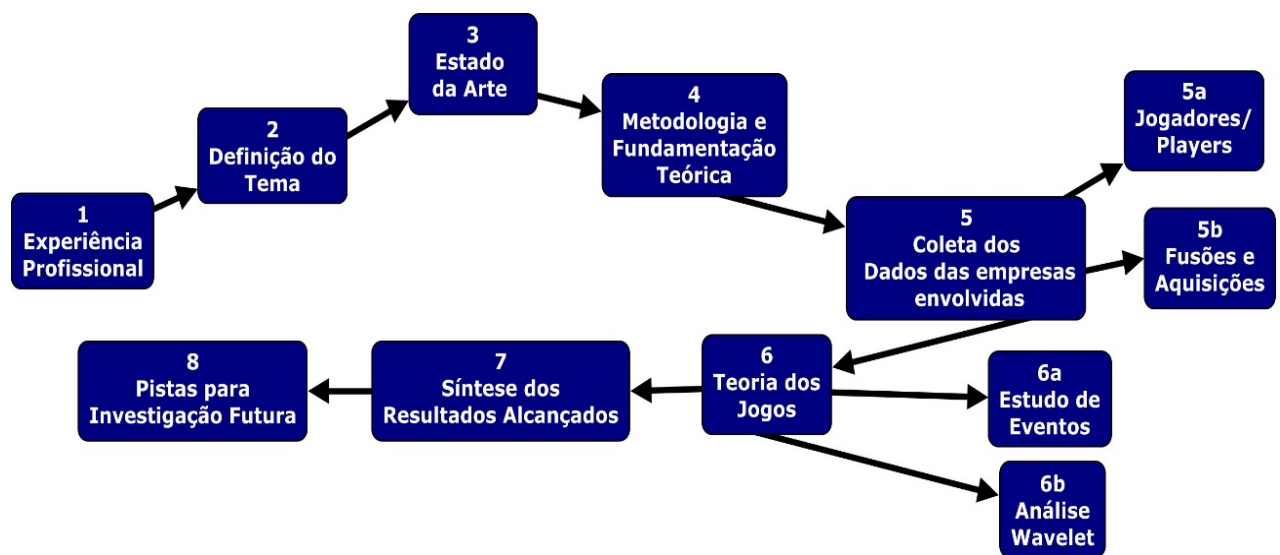 1
Experiência
Profissional
2
Definição do
Tema
3
Estado
da Arte
4
Metodologia e
Fundamentação
Teórica
5
Coleta dos
Dados das empresas
envolvidas
5a
Jogadores/
Players
5b
Fusões e
Aquisições
6
Teoria dos
Jogos
6a
Estudo de
Eventos
6b
Análise
Wavelet
7
Síntese dos
Resultados Alcançados
8
Pistas para
Investigação Futura